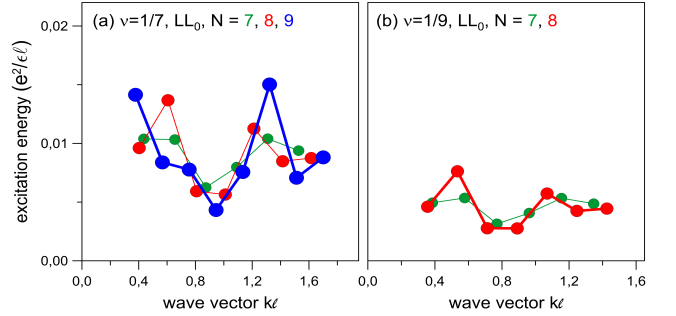 (a) ν=1/7, LL₀, N = 7, 8, 9
(b) ν=1/9, LL₀, N = 7, 8
excitation energy (e²/εℓ)
0,02
0,01
0,00
0,0 0,4 0,8 1,2 1,6
0,0 0,4 0,8 1,2 1,6
wave vector kℓ
wave vector kℓ